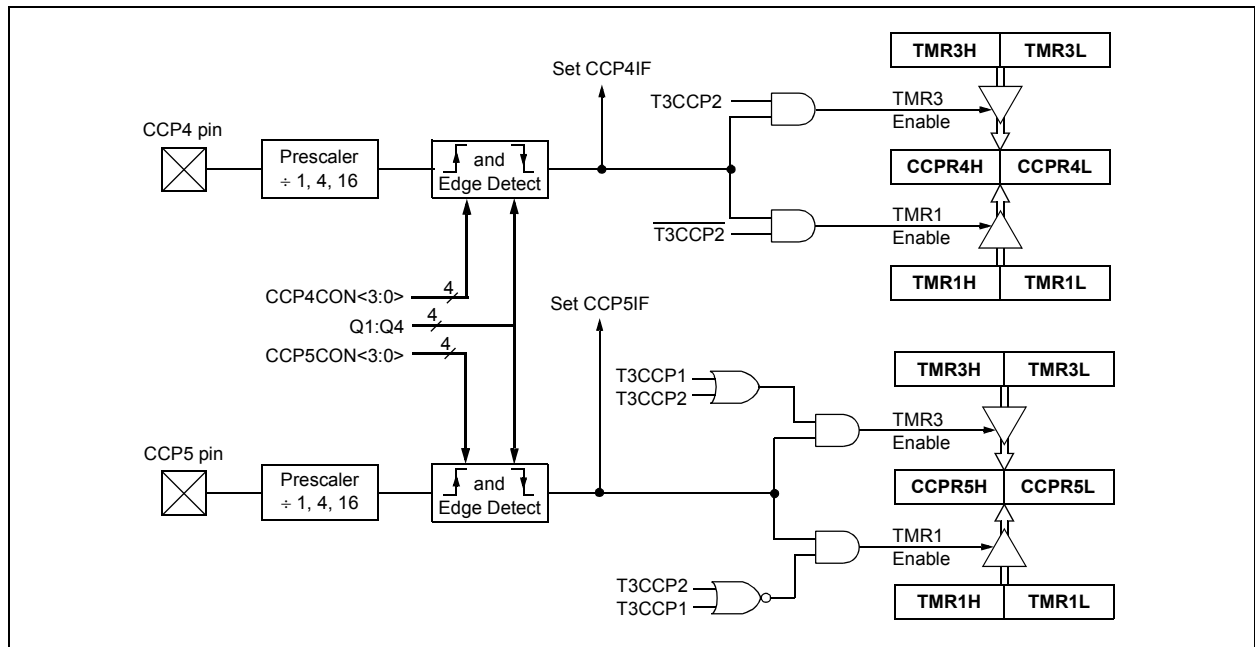 TMR3H TMR3L
Set CCP4IF
T3CCP2
TMR3
Enable
CCP4 pin
Prescaler
÷ 1, 4, 16
and
Edge Detect
CCPR4H CCPR4L
T3CCP2
TMR1
Enable
TMR1H TMR1L
CCP4CON<3:0> 4
Q1:Q4 4
CCP5CON<3:0> 4
Set CCP5IF
TMR3H TMR3L
T3CCP1
T3CCP2
TMR3
Enable
CCP5 pin
Prescaler
÷ 1, 4, 16
and
Edge Detect
CCPR5H CCPR5L
TMR1
Enable
T3CCP2
T3CCP1
TMR1H TMR1L